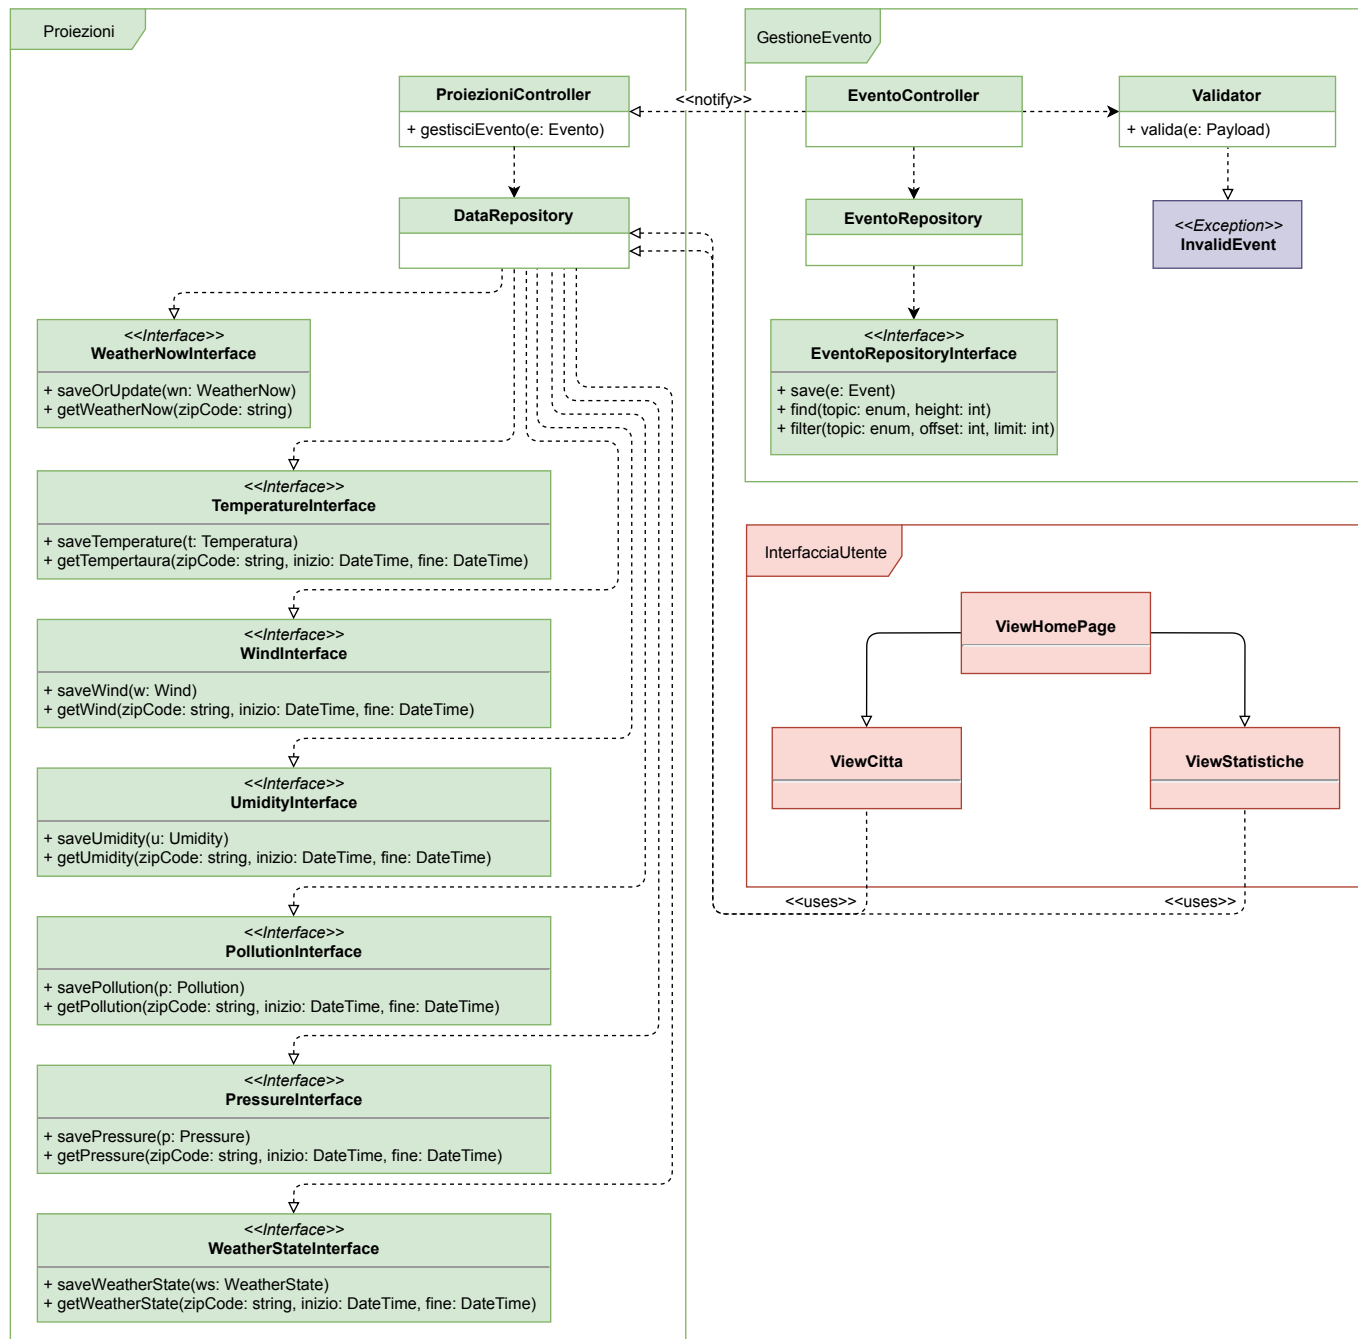 Proiezioni
ProiezioniController
+ gestisciEvento(e: Evento)
DataRepository
<<Interface>>
WeatherNowInterface
+ saveOrUpdate(wn: WeatherNow)
+ getWeatherNow(zipCode: string)
<<Interface>>
TemperatureInterface
+ saveTemperature(t: Temperatura)
+ getTempertaura(zipCode: string, inizio: DateTime, fine: DateTime)
<<Interface>>
WindInterface
+ saveWind(w: Wind)
+ getWind(zipCode: string, inizio: DateTime, fine: DateTime)
<<Interface>>
UmidityInterface
+ saveUmidity(u: Umidity)
+ getUmidity(zipCode: string, inizio: DateTime, fine: DateTime)
<<Interface>>
PollutionInterface
+ savePollution(p: Pollution)
+ getPollution(zipCode: string, inizio: DateTime, fine: DateTime)
<<Interface>>
PressureInterface
+ savePressure(p: Pressure)
+ getPressure(zipCode: string, inizio: DateTime, fine: DateTime)
<<Interface>>
WeatherStateInterface
+ saveWeatherState(ws: WeatherState)
+ getWeatherState(zipCode: string, inizio: DateTime, fine: DateTime)
<<notify>>
GestioneEvento
EventoController
Validator
+ valida(e: Payload)
EventoRepository
<<Exception>>
InvalidEvent
<<Interface>>
EventoRepositoryInterface
+ save(e: Event)
+ find(topic: enum, height: int)
+ filter(topic: enum, offset: int, limit: int)
InterfacciaUtente
ViewHomePage
ViewCitta
ViewStatistiche
<<uses>>
<<uses>>